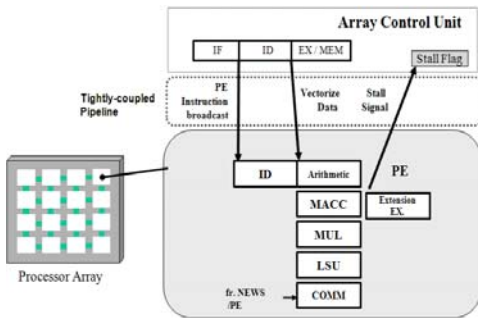 Array Control Unit
IF ID EX / MEM
Stall Flag
Tightly-coupled
Pipeline
PE
Instruction
broadcast
Vectorize
Data
Stall
Signal
ID Arithmetic PE
MACC Extension
EX.
MUL
LSU
fr. NEWS
/PE
COMM
Processor Array